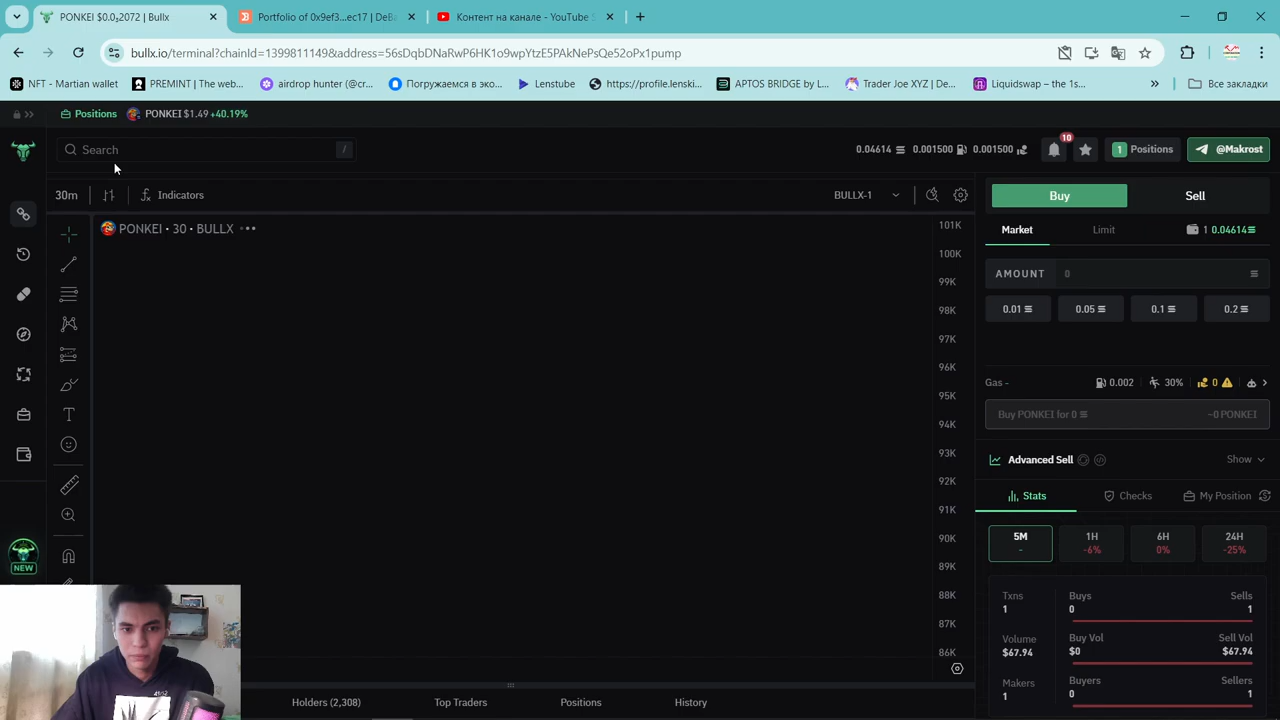 PONKEI $0.0₃2072 | Bullx
Portfolio of 0x9ef3...ec17 | DeBa
Контент на канале - YouTube S
bullx.io/terminal?chainId=1399811149&address=56sDqbDNaRwP6HK1o9wpYtzE5PAkNePsQe52oPx1pump
NFT - Martian wallet
PREMINT | The web...
airdrop hunter (@cr...
Погружаемся в эко...
Lenstube
https://profile.lenski...
APTOS BRIDGE by L...
Trader Joe XYZ | De...
Liquidswap – the 1s...
Все закладки
Positions
PONKEI $1.49 +40.19%
Search /
0.04614
0.001500
0.001500
10
1 Positions
@Makrost
30m
Indicators
BULLX-1
PONKEI · 30 · BULLX
101K
100K
99K
98K
97K
96K
95K
94K
93K
92K
91K
90K
89K
88K
87K
86K
NEW
Buy
Sell
Market
Limit
1 0.04614
AMOUNT 0
0.01
0.05
0.1
0.2
Gas -
0.002
30%
0
Buy PONKEI for 0
~0 PONKEI
Advanced Sell
Show
Stats
Checks
My Position
5M
-
1H
-6%
6H
0%
24H
-25%
Txns
1
Buys
0
Sells
1
Volume
$67.94
Buy Vol
$0
Sell Vol
$67.94
Makers
1
Buyers
0
Sellers
1
Holders (2,308)
Top Traders
Positions
History